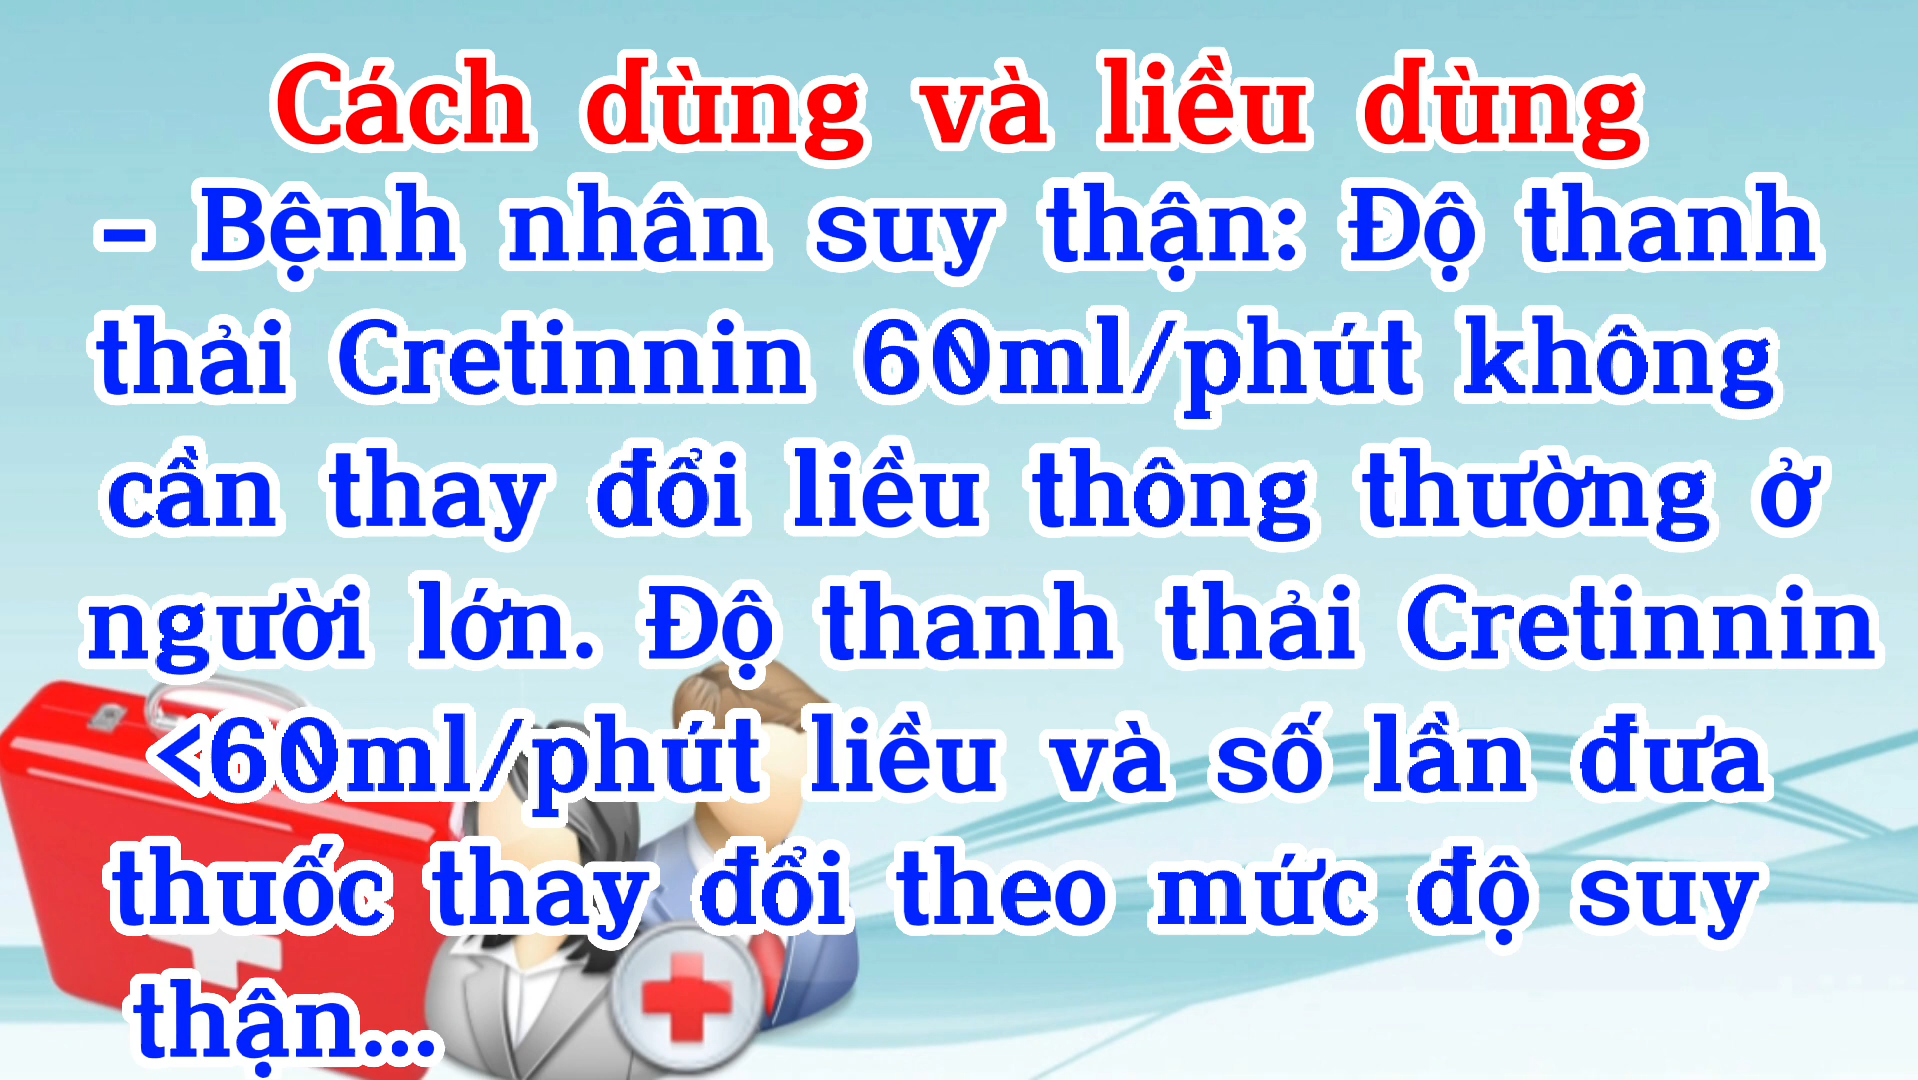 Cách dùng và liều dùng
- Bệnh nhân suy thận: Độ thanh
thải Cretinnin 60ml/phút không
cần thay đổi liều thông thường ở
người lớn. Độ thanh thải Cretinnin
<60ml/phút liều và số lần đưa
thuốc thay đổi theo mức độ suy
thận...